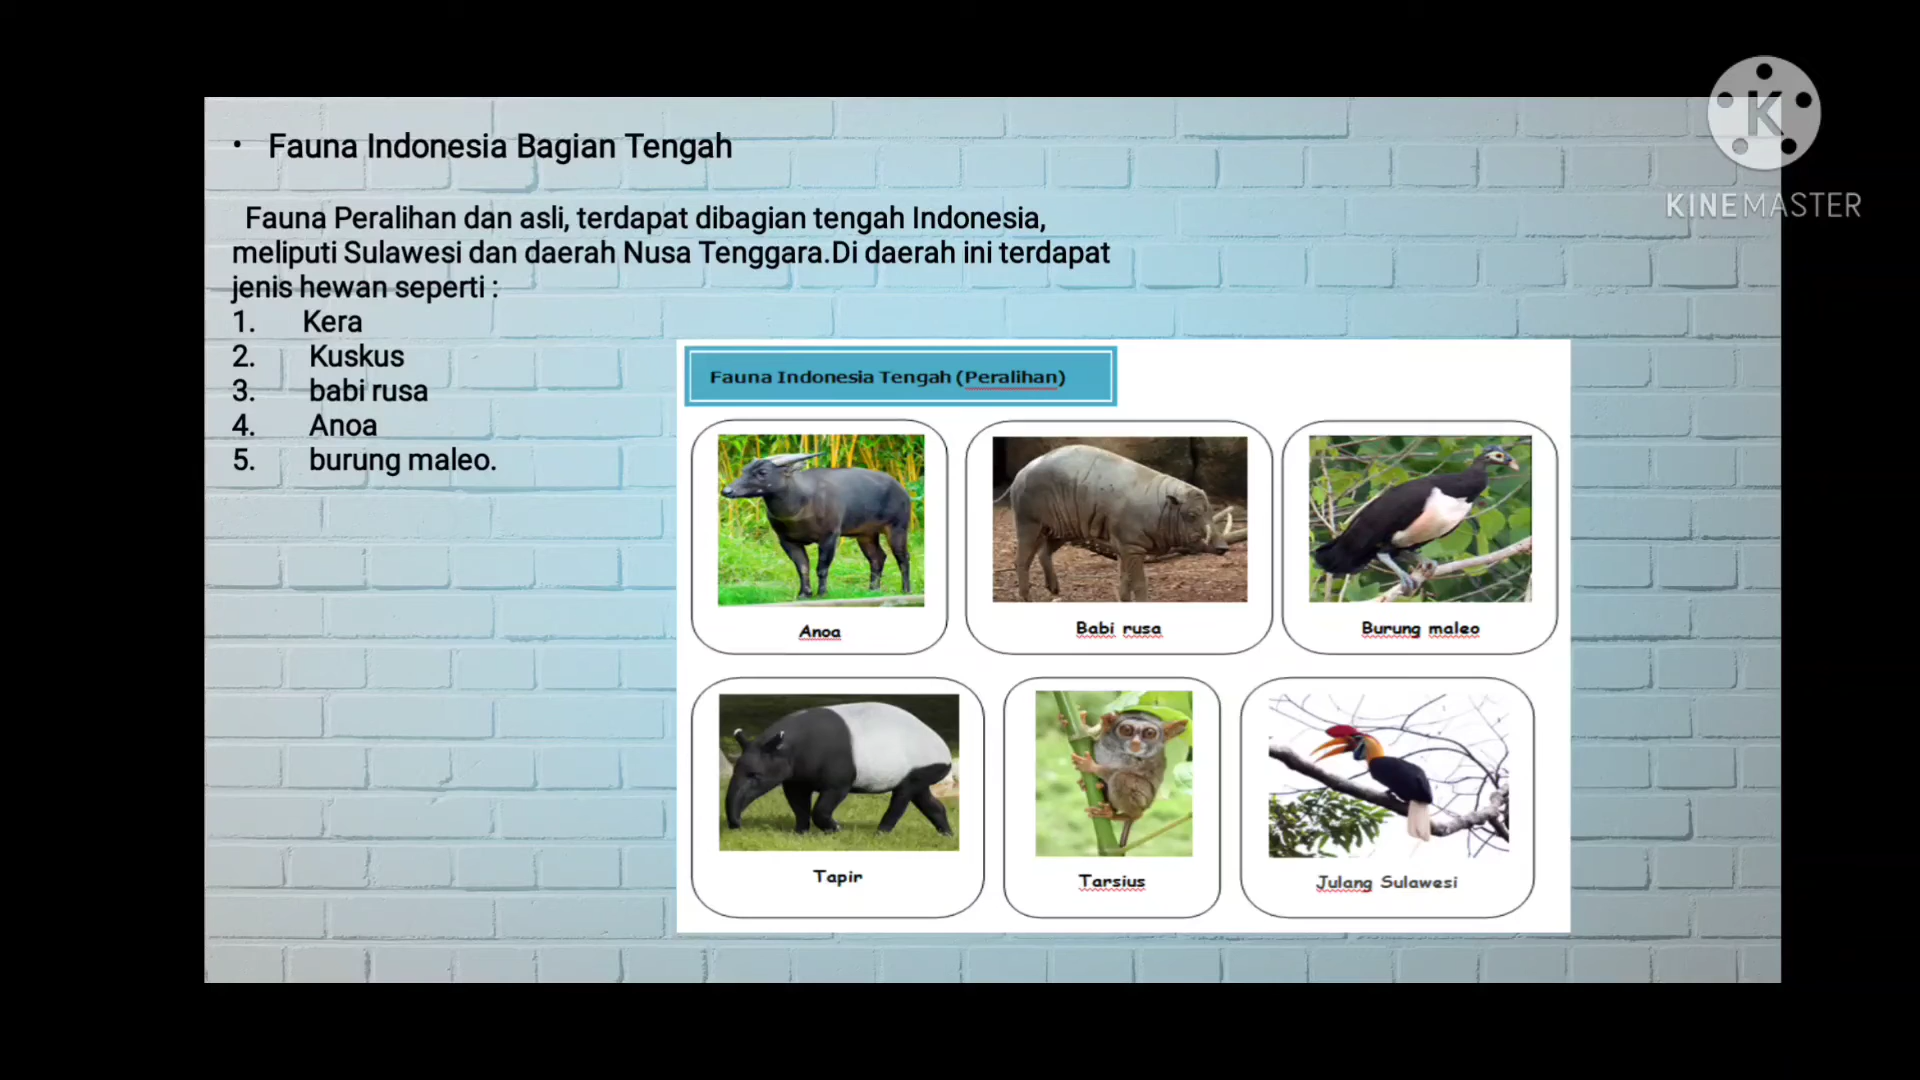 • Fauna Indonesia Bagian Tengah
Fauna Peralihan dan asli, terdapat dibagian tengah Indonesia,
meliputi Sulawesi dan daerah Nusa Tenggara.Di daerah ini terdapat
jenis hewan seperti :
1. Kera
2. Kuskus
3. babi rusa
4. Anoa
5. burung maleo.
Fauna Indonesia Tengah (Peralihan)
Anoa
Babi rusa
Burung maleo
Tapir
Tarsius
Julang Sulawesi
K
KINEMASTER